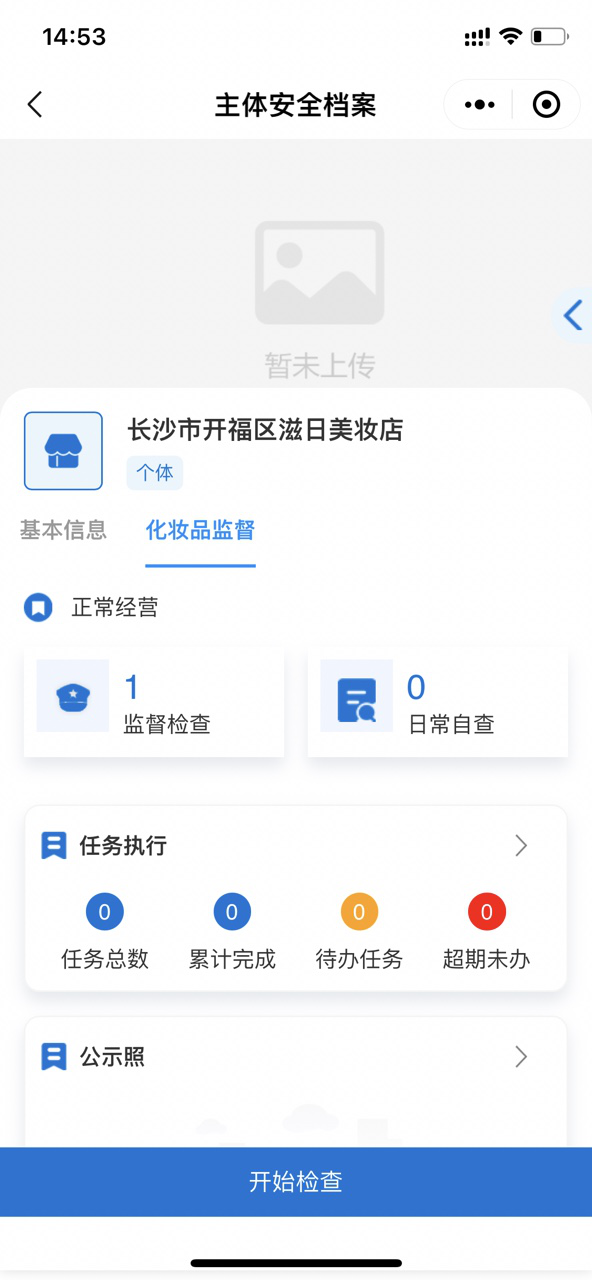 14:53
主体安全档案
暂未上传
长沙市开福区滋日美妆店
个体
基本信息 化妆品监督
正常经营
1 0
监督检查 日常自查
任务执行
0 0 0 0
任务总数 累计完成 待办任务 超期未办
公示照
开始检查